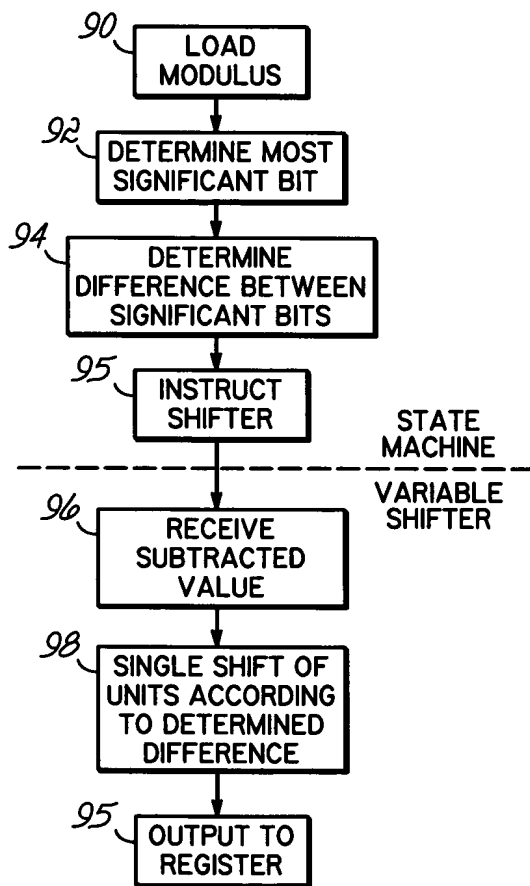 90
LOAD
MODULUS
92
DETERMINE MOST
SIGNIFICANT BIT
94
DETERMINE
DIFFERENCE BETWEEN
SIGNIFICANT BITS
95
INSTRUCT
SHIFTER
STATE
MACHINE
VARIABLE
SHIFTER
96
RECEIVE
SUBTRACTED
VALUE
98
SINGLE SHIFT OF
UNITS ACCORDING
TO DETERMINED
DIFFERENCE
95
OUTPUT TO
REGISTER